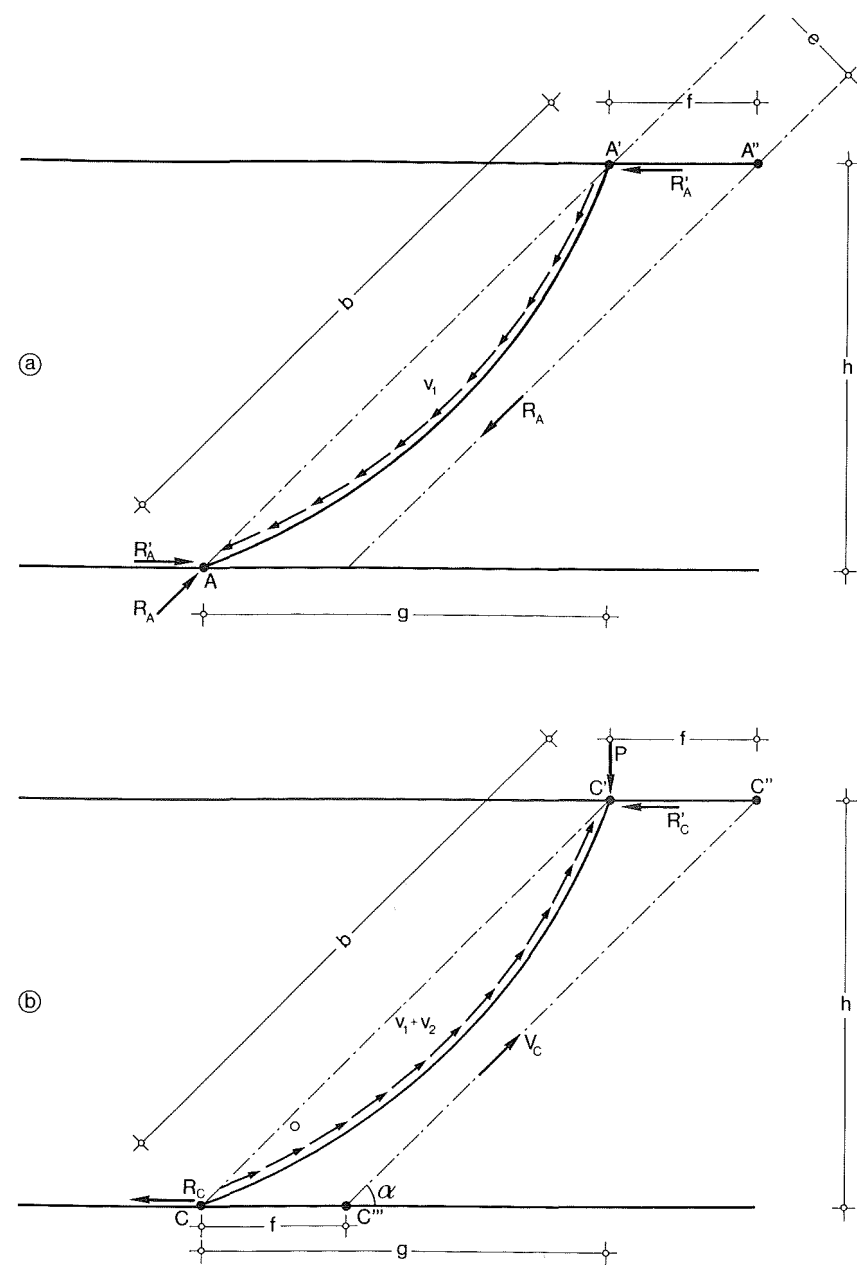 e
f
A' A"
R'A
b
ⓐ
v1
h
RA
R'A
A
RA
g
P
f
C' C"
R'C
b
ⓑ
h
v1 + v2
VC
o
RC
α
C
f
C'''
g